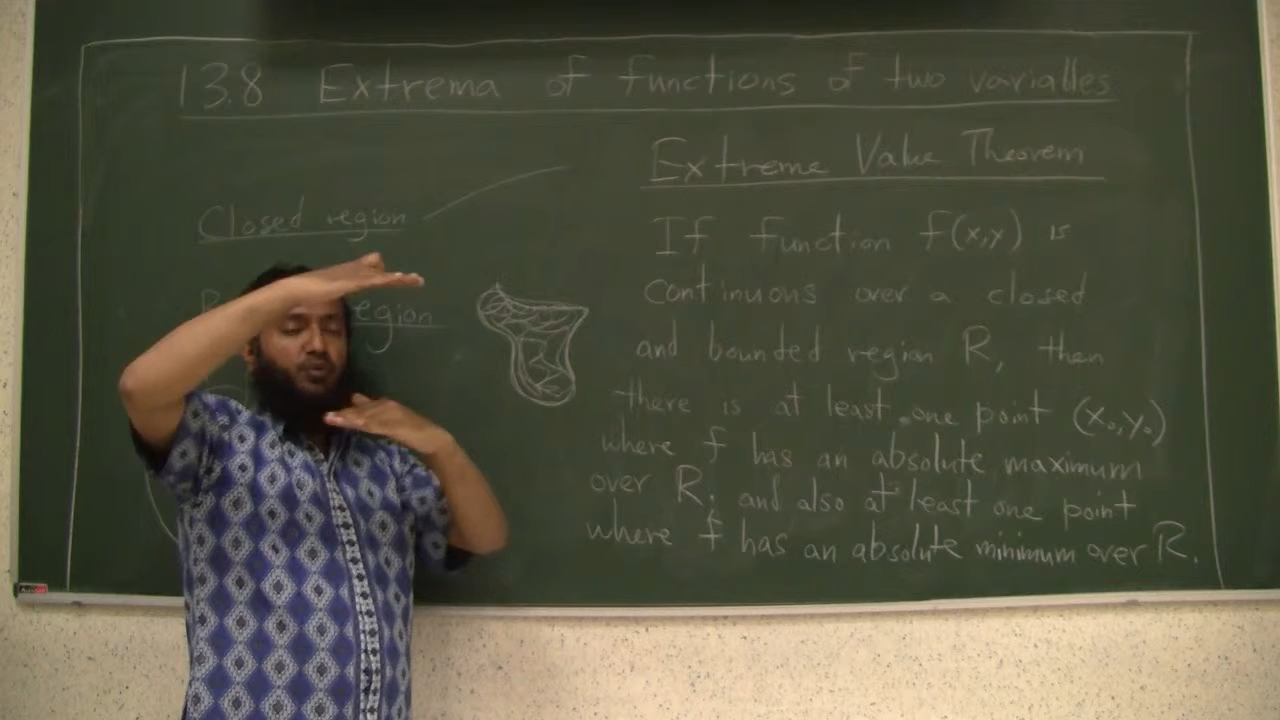 13.8 Extrema of functions of two variables
Extreme Value Theorem
Closed region
If function f(x,y) is
continuous over a closed
region
and bounded region R, then
there is at least one point (x₀,y₀)
where f has an absolute maximum
over R; and also at least one point
where f has an absolute minimum over R.